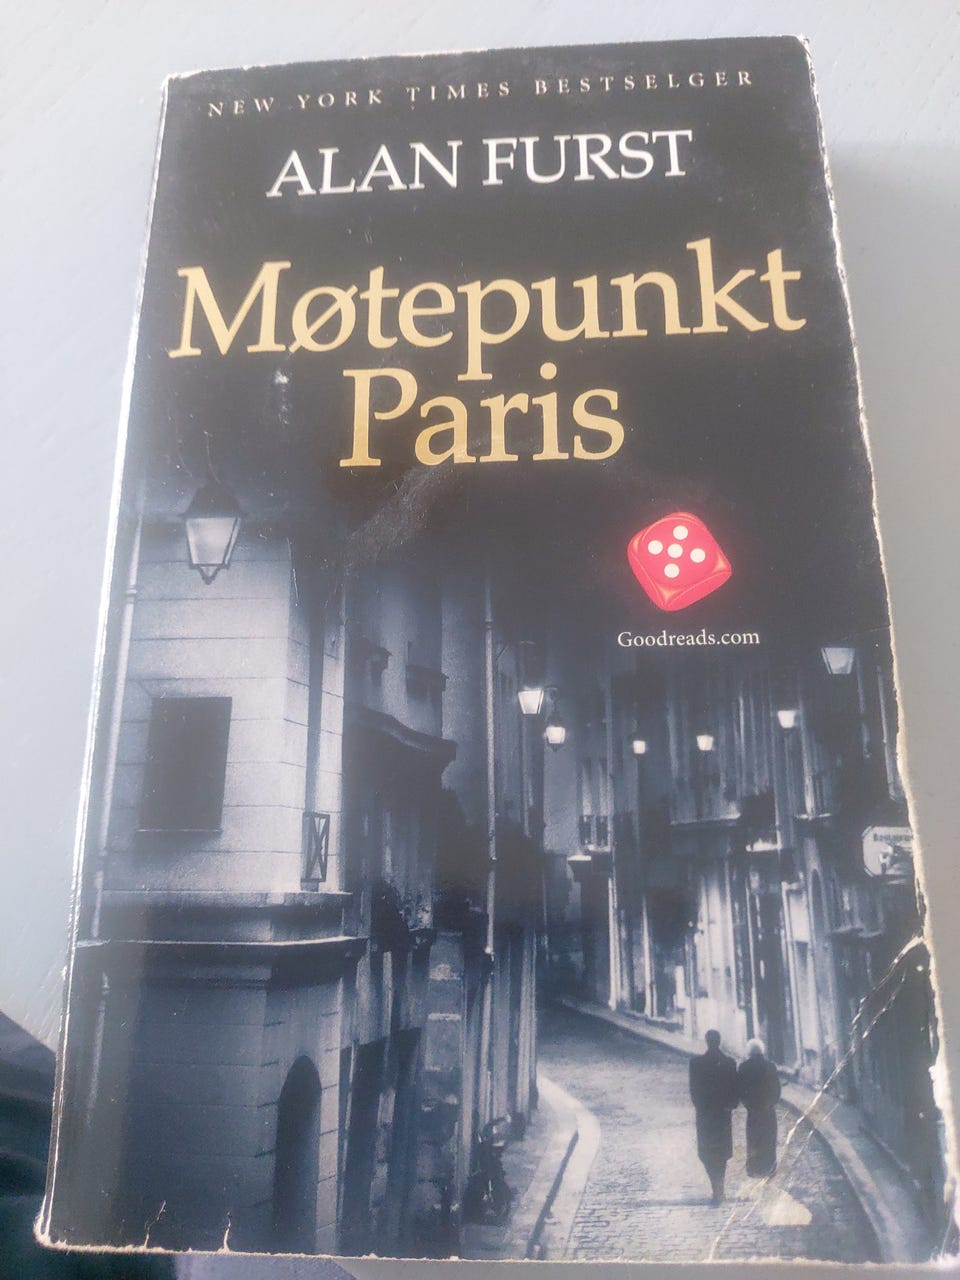 NEW YORK TIMES BESTSELGER
ALAN FURST
Møtepunkt
Paris
Goodreads.com